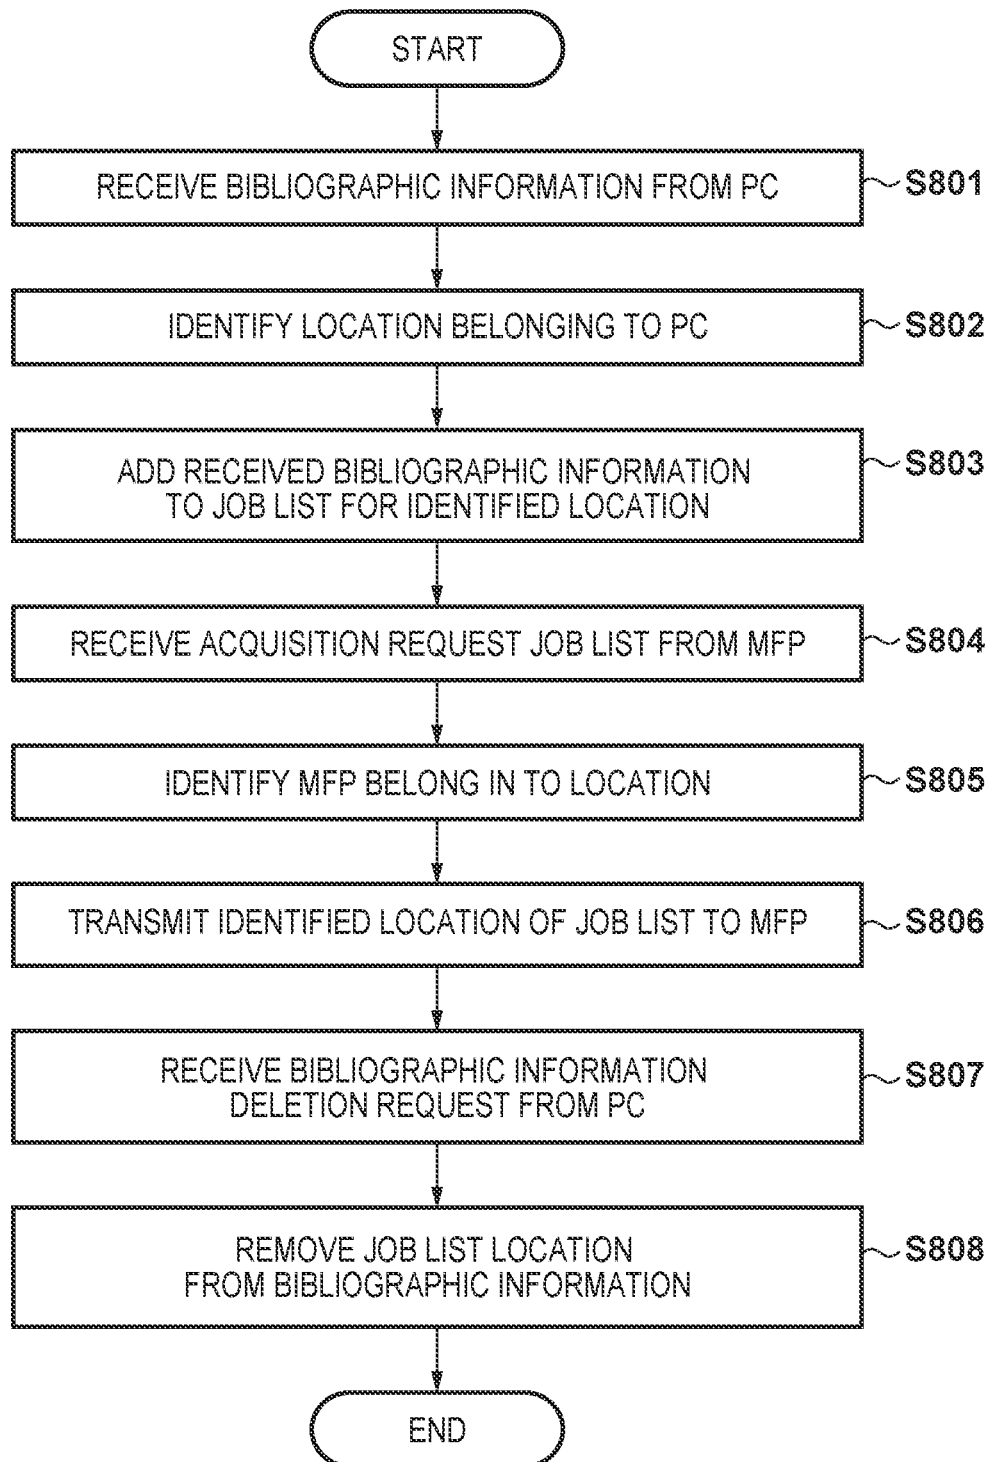 START
RECEIVE BIBLIOGRAPHIC INFORMATION FROM PC
S801
IDENTIFY LOCATION BELONGING TO PC
S802
ADD RECEIVED BIBLIOGRAPHIC INFORMATION
TO JOB LIST FOR IDENTIFIED LOCATION
S803
RECEIVE ACQUISITION REQUEST JOB LIST FROM MFP
S804
IDENTIFY MFP BELONG IN TO LOCATION
S805
TRANSMIT IDENTIFIED LOCATION OF JOB LIST TO MFP
S806
RECEIVE BIBLIOGRAPHIC INFORMATION
DELETION REQUEST FROM PC
S807
REMOVE JOB LIST LOCATION
FROM BIBLIOGRAPHIC INFORMATION
S808
END